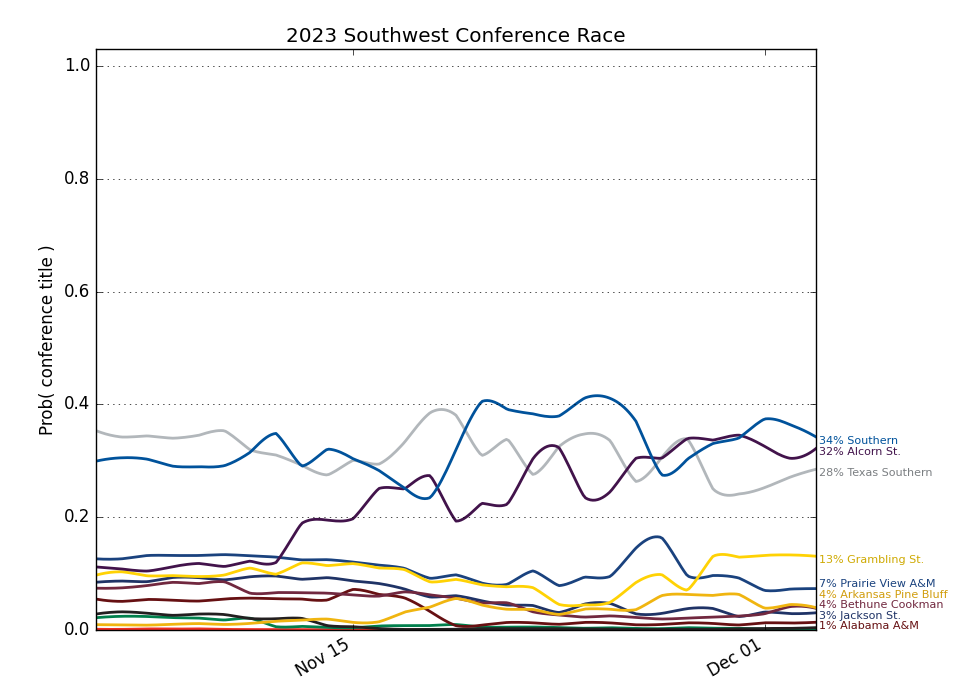 2023 Southwest Conference Race
1.0
0.8
0.6
0.4
0.2
0.0
Prob( conference title )
Nov 15
Dec 01
34% Southern
32% Alcorn St.
28% Texas Southern
13% Grambling St.
7% Prairie View A&M
4% Arkansas Pine Bluff
4% Bethune Cookman
3% Jackson St.
1% Alabama A&M